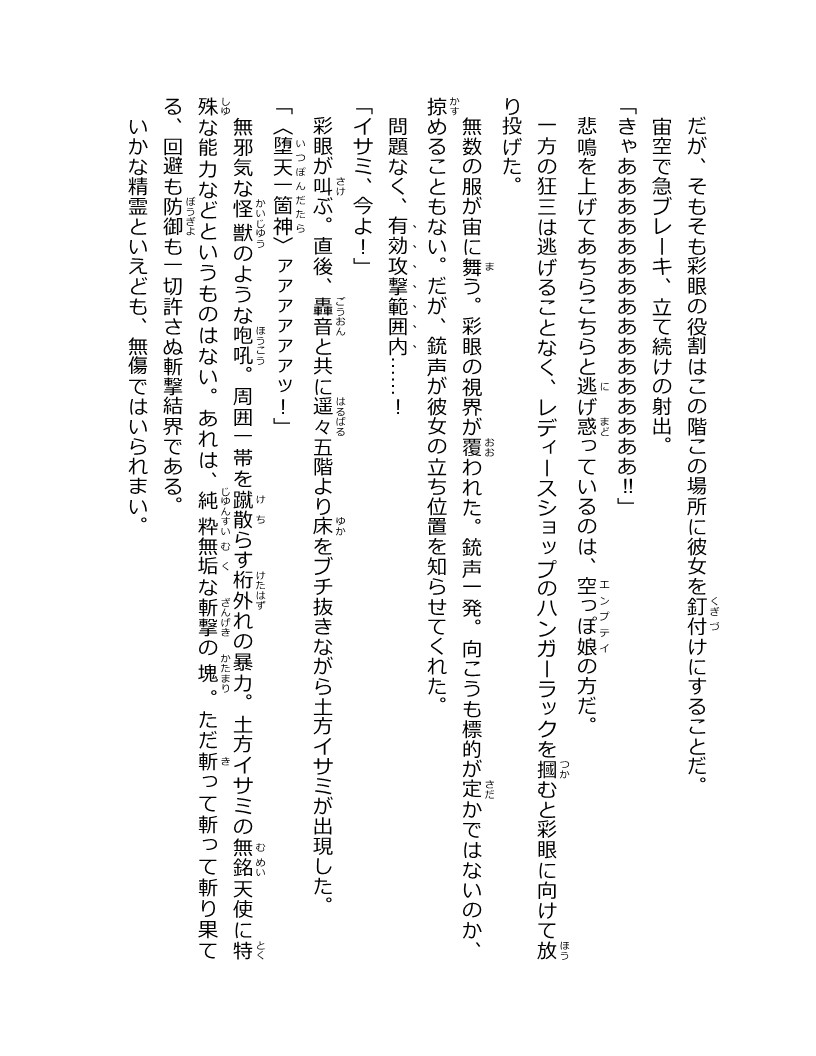 だが、そもそも彩眼の役割はこの階この場所に彼女を釘付けにすることだ。
宙空で急ブレーキ、立て続けの射出。
「きゃああああああああああああああああ‼」
悲鳴を上げてあちらこちらと逃げ惑っているのは、空っぽ娘の方だ。
一方の狂三は逃げることなく、レディースショップのハンガーラックを摑むと彩眼に向けて放
り投げた。
無数の服が宙に舞う。彩眼の視界が覆われた。銃声一発。向こうも標的が定かではないのか、
掠めることもない。だが、銃声が彼女の立ち位置を知らせてくれた。
問題なく、有効攻撃範囲内……！
「イサミ、今よ！」
彩眼が叫ぶ。直後、轟音と共に遥々五階より床をブチ抜きながら土方イサミが出現した。
「〈堕天一箇神〉ァァァァァァッ！」
無邪気な怪獣のような咆吼。周囲一帯を蹴散らす桁外れの暴力。土方イサミの無銘天使に特
殊な能力などというものはない。あれは、純粋無垢な斬撃の塊。ただ斬って斬って斬り果て
る、回避も防御も一切許さぬ斬撃結界である。
いかな精霊といえども、無傷ではいられまい。